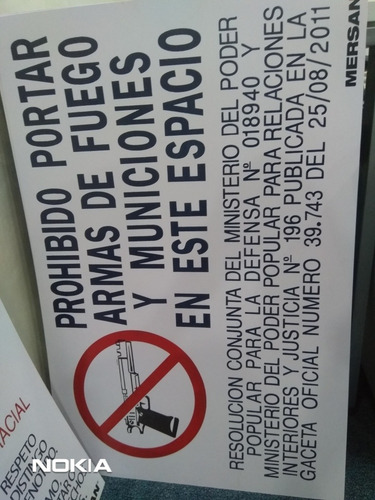 PROHIBIDO PORTAR
ARMAS DE FUEGO
Y MUNICIONES
EN ESTE ESPACIO
RESOLUCION CONJUNTA DEL MINISTERIO DEL PODER
POPULAR PARA LA DEFENSA Nº 018940 Y
MINISTERIO DEL PODER POPULAR PARA RELACIONES
INTERIORES Y JUSTICIA Nº 196 PUBLICADA EN LA
GACETA OFICIAL NUMERO 39.743 DEL 25/08/2011
MERSAN
ACIAL
RESPETO
NOKIA